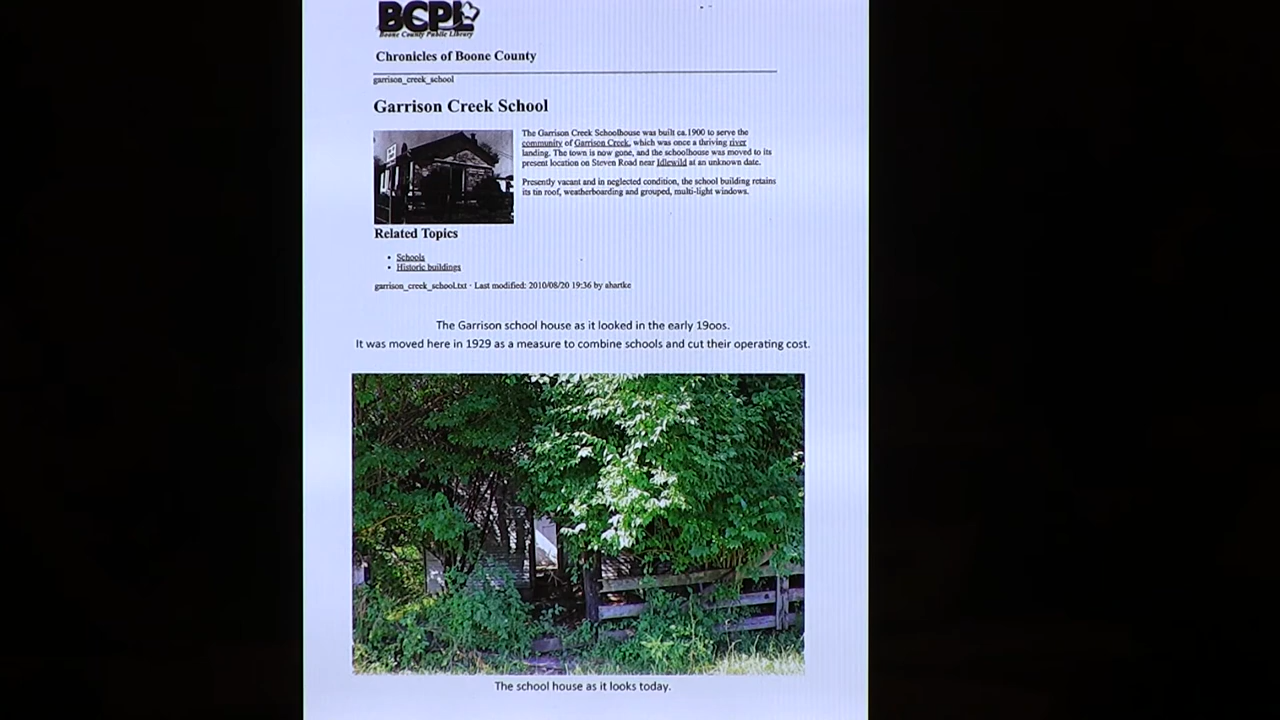 BCPL
Boone County Public Library
Chronicles of Boone County
garrison_creek_school
Garrison Creek School
The Garrison Creek Schoolhouse was built ca.1900 to serve the
community of Garrison Creek, which was once a thriving river
landing. The town is now gone, and the schoolhouse was moved to its
present location on Steven Road near Idlewild at an unknown date.
Presently vacant and in neglected condition, the school building retains
its tin roof, weatherboarding and grouped, multi-light windows.
Related Topics
• Schools
• Historic buildings
garrison_creek_school.txt · Last modified: 2010/08/20 19:36 by ahartke
The Garrison school house as it looked in the early 19oos.
It was moved here in 1929 as a measure to combine schools and cut their operating cost.
The school house as it looks today.